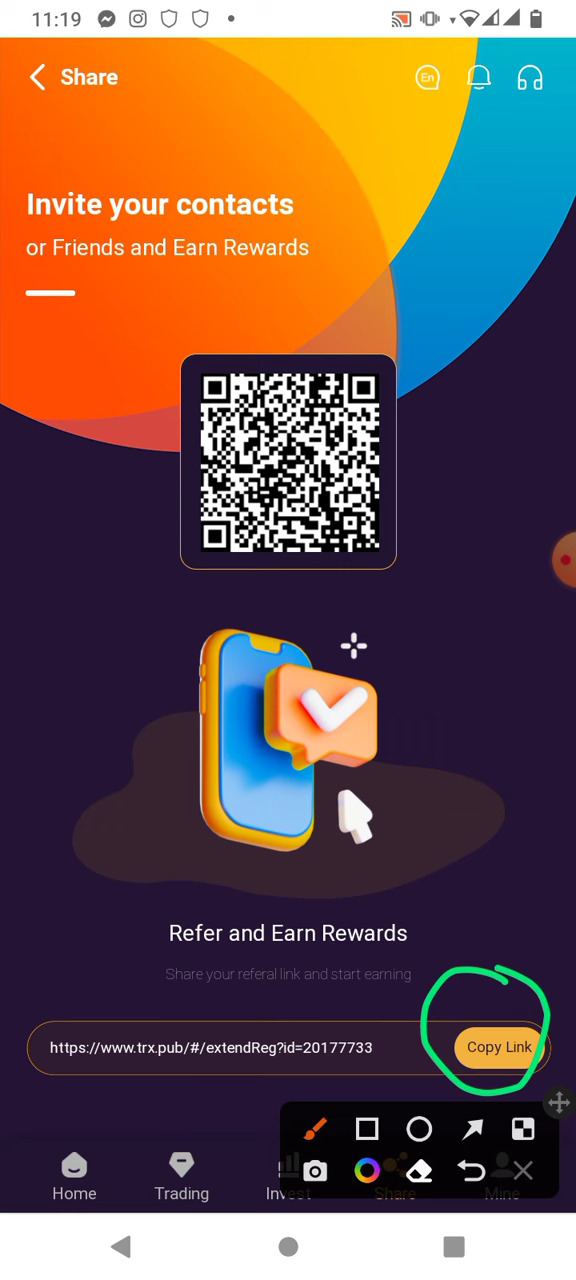 11:19
Share
En
Invite your contacts
or Friends and Earn Rewards
Refer and Earn Rewards
Share your referal link and start earning
https://www.trx.pub/#/extendReg?id=20177733
Copy Link
Home
Trading
Invest
Share
Mine